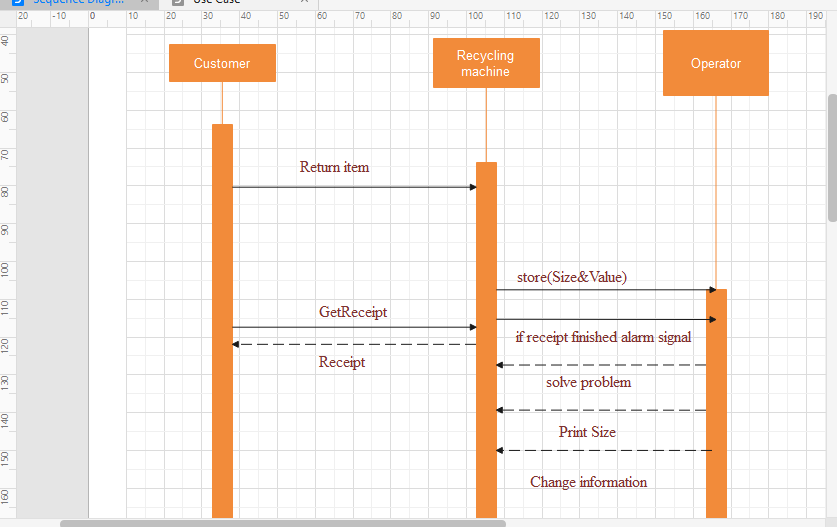 Sequence Diagr...
Use Case
20 -10 0 10 20 30 40 50 60 70 80 90 100 110 120 130 140 150 160 170 180 190
40
50
60
70
80
90
100
110
120
130
140
150
160
Customer
Recycling
machine
Operator
Return item
store(Size&Value)
GetReceipt
if receipt finished alarm signal
Receipt
solve problem
Print Size
Change information